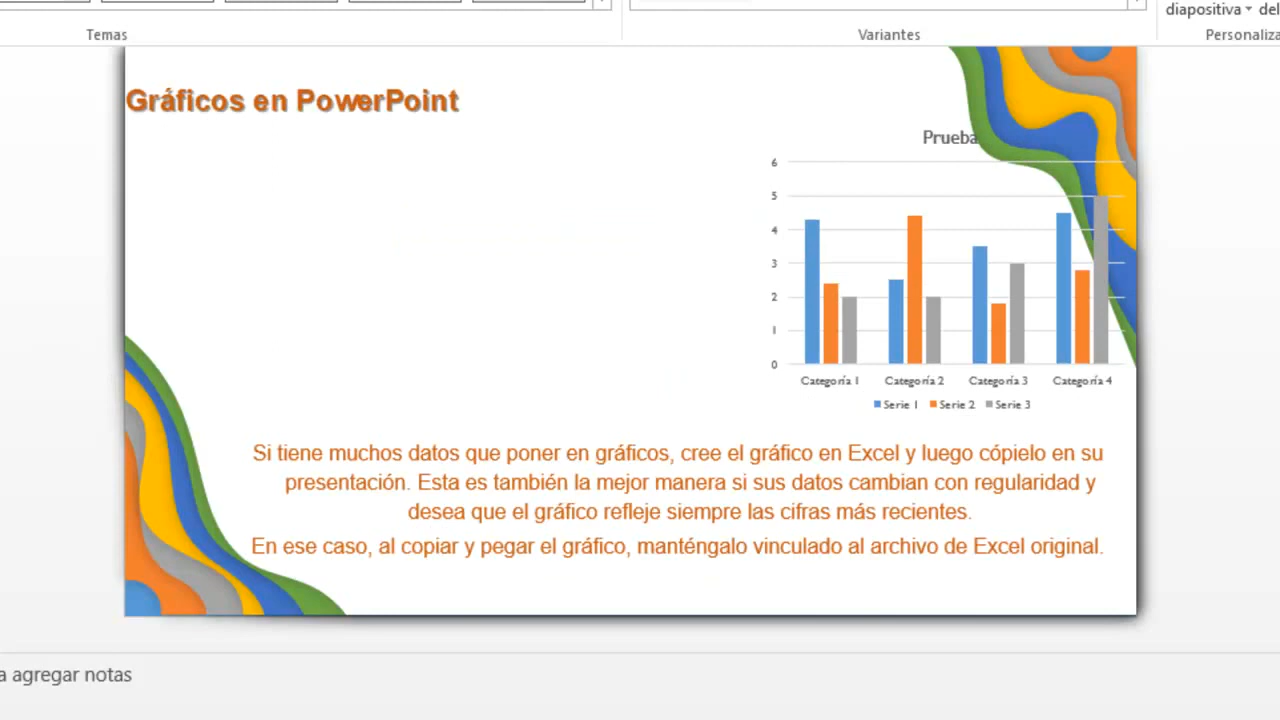 diapositiva
del
Temas
Variantes
Gráficos en PowerPoint
Prueba
6
5
4
3
2
1
0
Categoría 1 Categoría 2 Categoría 3 Categoría 4
Serie 1 Serie 2 Serie 3
Si tiene muchos datos que poner en gráficos, cree el gráfico en Excel y luego cópielo en su
presentación. Esta es también la mejor manera si sus datos cambian con regularidad y
desea que el gráfico refleje siempre las cifras más recientes.
En ese caso, al copiar y pegar el gráfico, manténgalo vinculado al archivo de Excel original.
a agregar notas